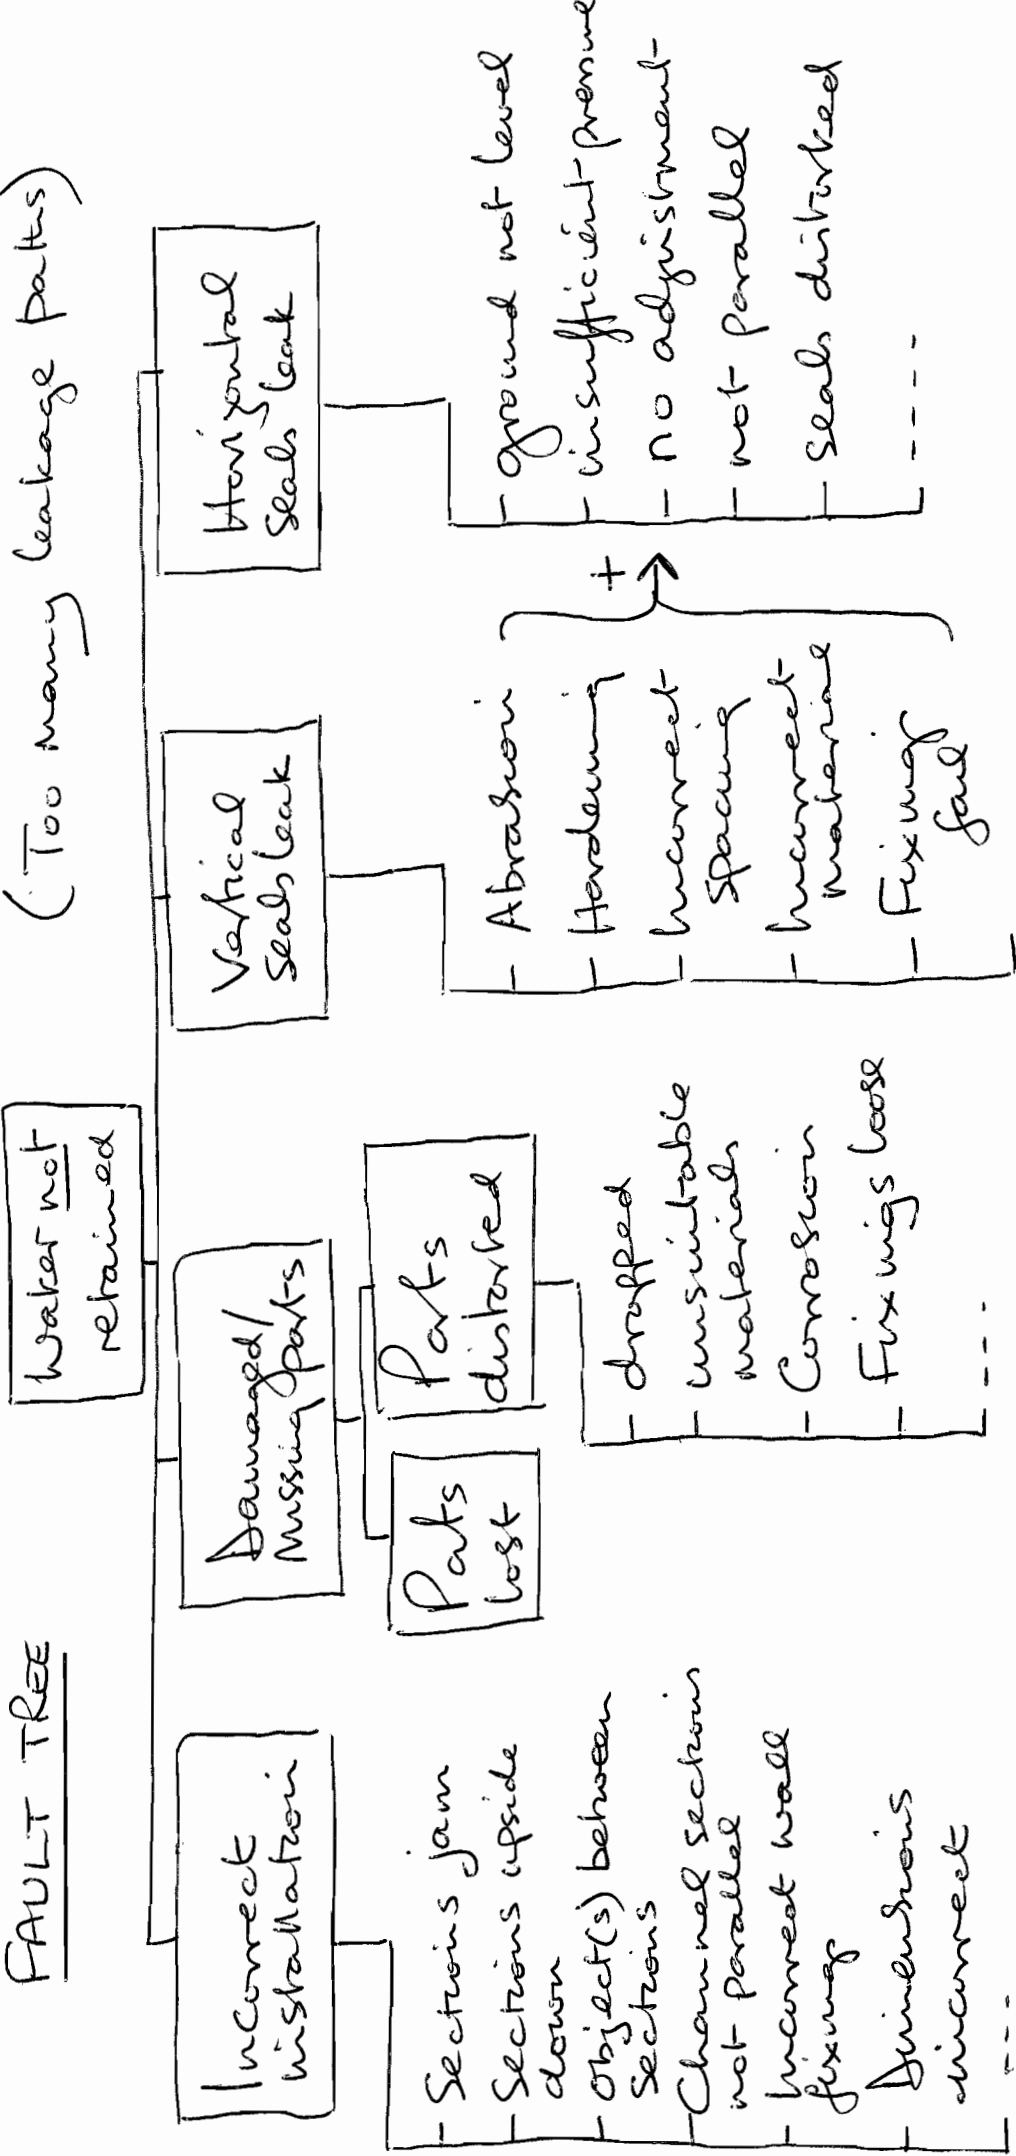 FAULT TREE
Water not
retained
(Too many leakage paths)
Incorrect
installation
Sections jam
Sections upside
down
object(s) between
sections
Channel sections
not parallel
Incorrect wall
fixing
Dimensions
incorrect
----
Damaged/
missing parts
Parts
lost
Parts
distorted
dropped
unsuitable
materials
Corrosion
Fixings loose
----
Vertical
seals leak
Abrasion
Hardening
Incorrect
spacing
Incorrect
material
Fixing
fail
+
Horizontal
seals leak
ground not level
insufficient pressure
no adjustment
not parallel
seals distorted
----